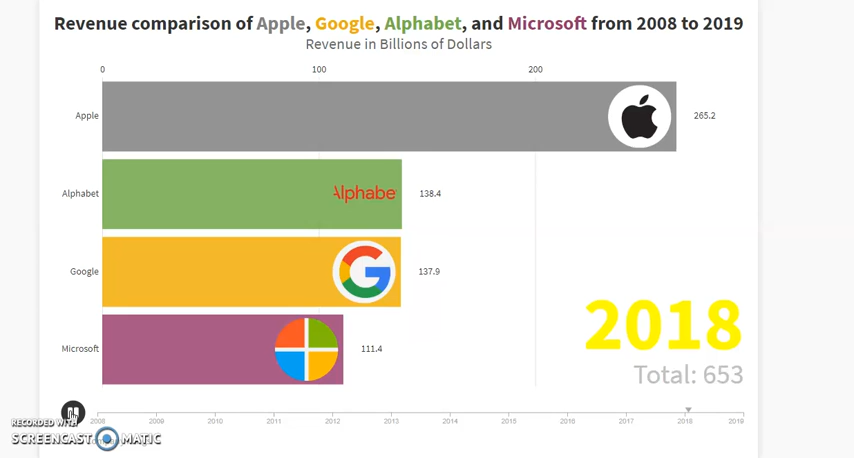 Revenue comparison of Apple, Google, Alphabet, and Microsoft from 2008 to 2019
Revenue in Billions of Dollars
0 100 200
Apple 265.2
Alphabet Alphabe 138.4
Google 137.9
Microsoft 111.4
2018
Total: 653
2008 2009 2010 2011 2012 2013 2014 2015 2016 2017 2018 2019
RECORDED WITH
SCREENCAST MATIC